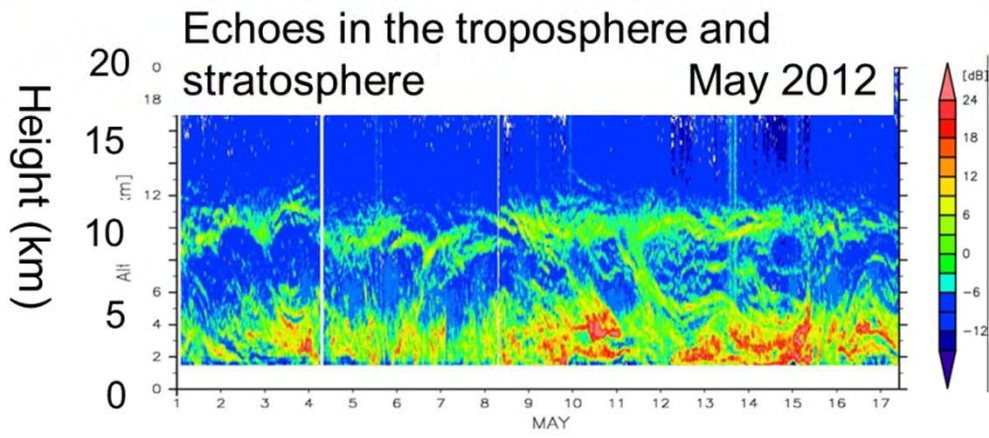 Echoes in the troposphere and
stratosphere May 2012
Height (km)
20
15
10
5
0
0
18
12
6
4
2
0
:m]
Alt
1 2 3 4 5 6 7 8 9 10 11 12 13 14 15 16 17
MAY
[dB]
24
18
12
6
0
−6
−12